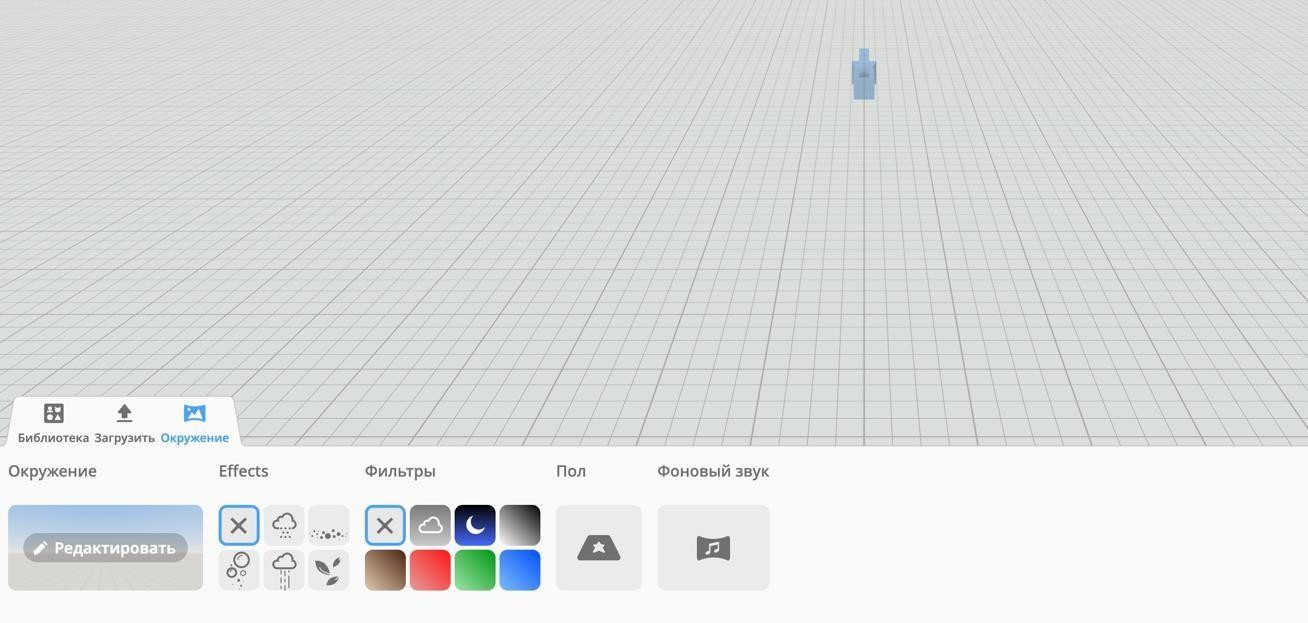 Библиотека Загрузить Окружение
Окружение Effects Фильтры Пол Фоновый звук
Редактировать